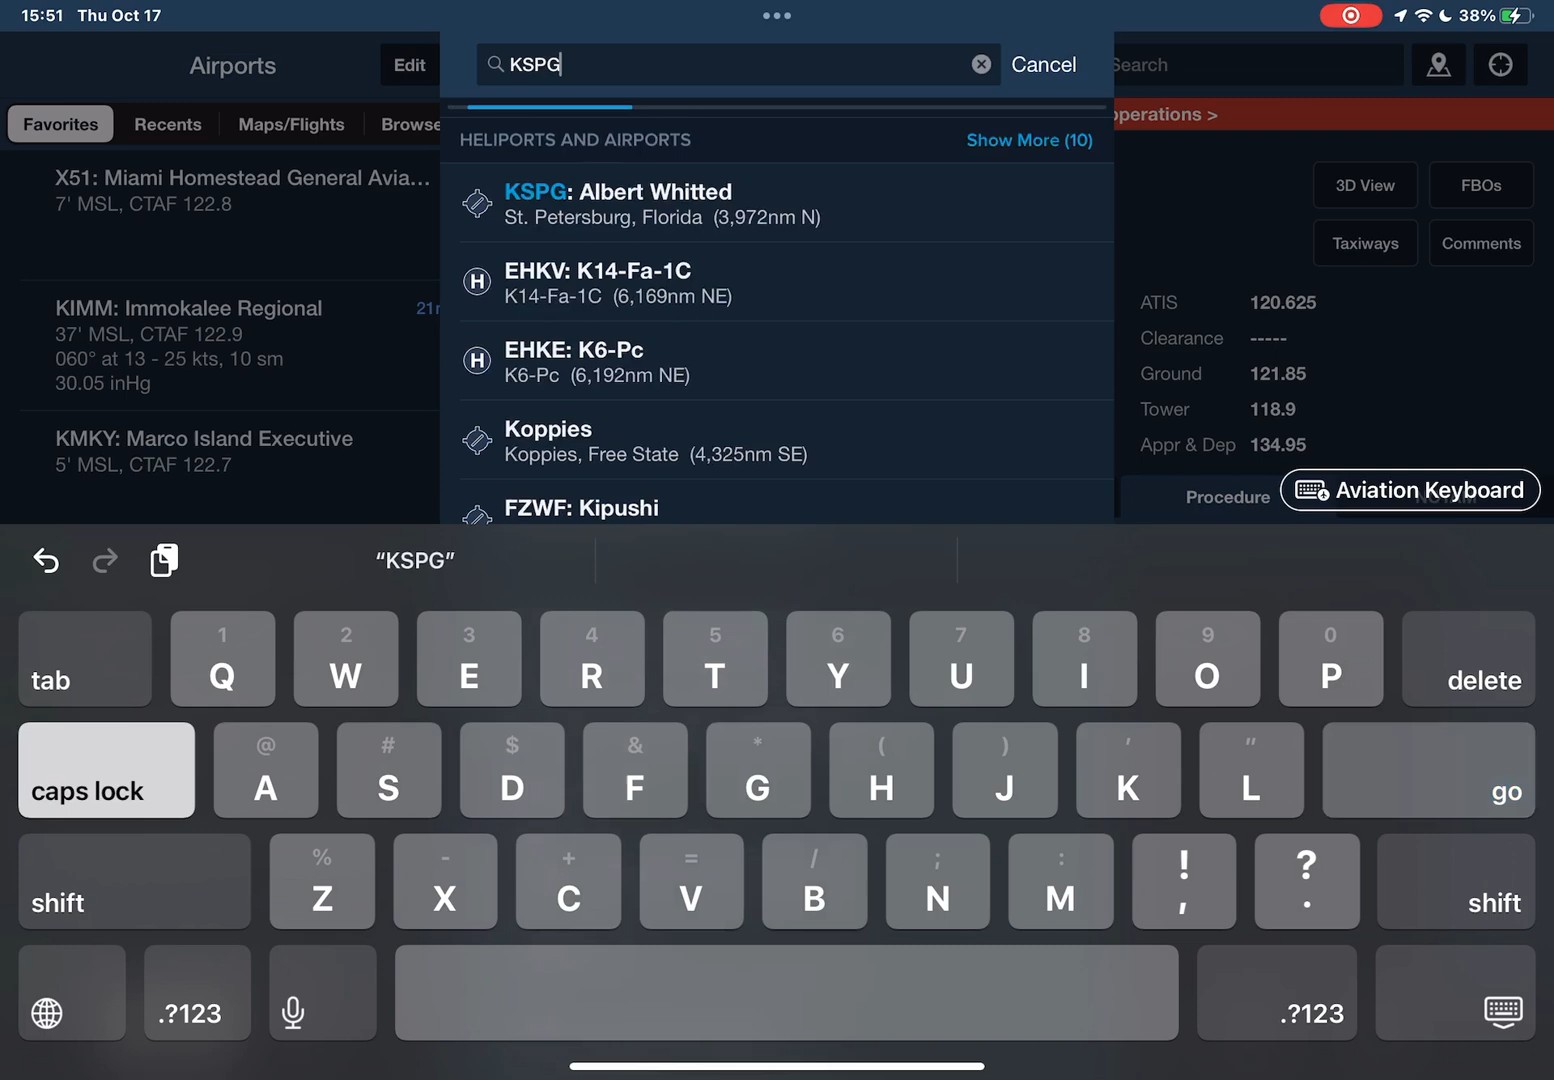 15:51 Thu Oct 17
38%
Airports
Edit
KSPG
Cancel
Search
Favorites
Recents
Maps/Flights
Browse
operations >
HELIPORTS AND AIRPORTS
Show More (10)
X51: Miami Homestead General Avia...
7' MSL, CTAF 122.8
KIMM: Immokalee Regional
37' MSL, CTAF 122.9
060° at 13 - 25 kts, 10 sm
30.05 inHg
KMKY: Marco Island Executive
5' MSL, CTAF 122.7
KSPG: Albert Whitted
St. Petersburg, Florida (3,972nm N)
H
EHKV: K14-Fa-1C
K14-Fa-1C (6,169nm NE)
H
EHKE: K6-Pc
K6-Pc (6,192nm NE)
Koppies
Koppies, Free State (4,325nm SE)
FZWF: Kipushi
3D View
FBOs
Taxiways
Comments
ATIS 120.625
Clearance -----
Ground 121.85
Tower 118.9
Appr & Dep 134.95
Procedure
Aviation Keyboard
“KSPG”
1 2 3 4 5 6 7 8 9 0
tab Q W E R T Y U I O P delete
@ # $ & * ( ) ' "
caps lock A S D F G H J K L go
% - + = / ; : ! ?
shift Z X C V B N M , . shift
.?123
.?123